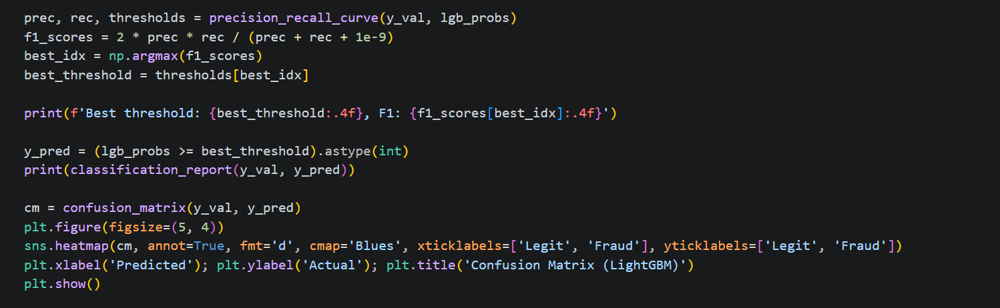 prec, rec, thresholds = precision_recall_curve(y_val, lgb_probs)
f1_scores = 2 * prec * rec / (prec + rec + 1e-9)
best_idx = np.argmax(f1_scores)
best_threshold = thresholds[best_idx]
print(f'Best threshold: {best_threshold:.4f}, F1: {f1_scores[best_idx]:.4f}')
y_pred = (lgb_probs >= best_threshold).astype(int)
print(classification_report(y_val, y_pred))
cm = confusion_matrix(y_val, y_pred)
plt.figure(figsize=(5, 4))
sns.heatmap(cm, annot=True, fmt='d', cmap='Blues', xticklabels=['Legit', 'Fraud'], yticklabels=['Legit', 'Fraud'])
plt.xlabel('Predicted'); plt.ylabel('Actual'); plt.title('Confusion Matrix (LightGBM)')
plt.show()